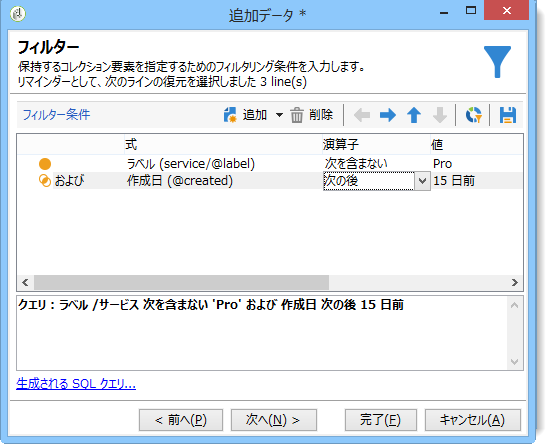 追加データ *
フィルター
保持するコレクション要素を指定するためのフィルタリング条件を入力します。
リマインダーとして、次のラインの復元を選択しました 3 line(s)
フィルター条件 追加 削除
式 演算子 値
ラベル (service/@label) 次を含まない Pro
および 作成日 (@created) 次の後 15 日前
クエリ : ラベル /サービス 次を含まない 'Pro' および 作成日 次の後 15 日前
生成される SQL クエリ...
< 前へ(P) 次へ(N) > 完了(F) キャンセル(A)